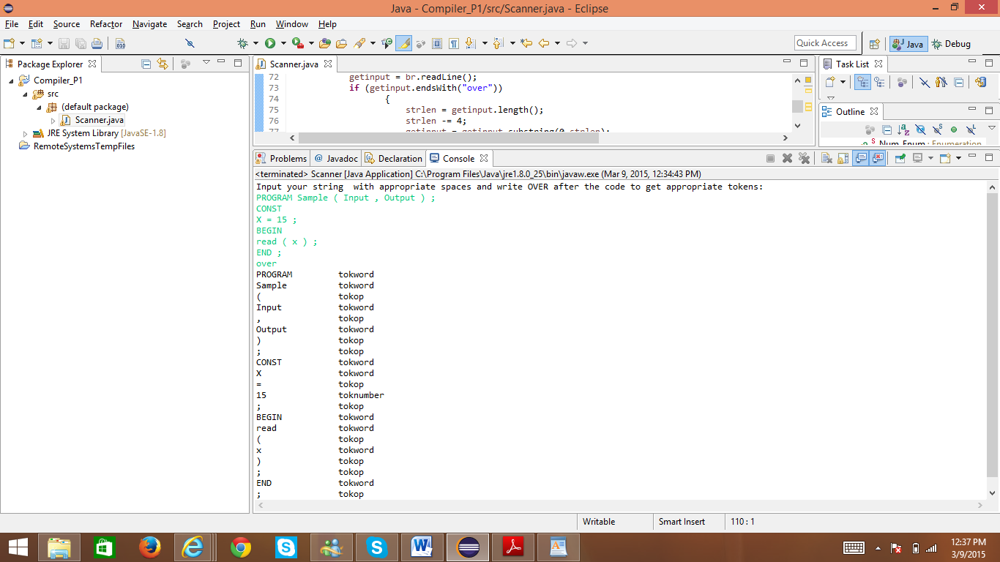 Java - Compiler_P1/src/Scanner.java - Eclipse
File Edit Source Refactor Navigate Search Project Run Window Help
Quick Access
Java
Debug
Package Explorer
Compiler_P1
src
(default package)
Scanner.java
JRE System Library [JavaSE-1.8]
RemoteSystemsTempFiles
Scanner.java
72 getinput = br.readLine();
73 if (getinput.endsWith("over"))
74 {
75 strlen = getinput.length();
76 strlen -= 4;
77 getinput = getinput.substring(0,strlen);
Task List
Outline
Num_Enum : Enumeration
Problems @ Javadoc Declaration Console
<terminated> Scanner [Java Application] C:\Program Files\Java\jre1.8.0_25\bin\javaw.exe (Mar 9, 2015, 12:34:43 PM)
Input your string  with appropriate spaces and write OVER after the code to get appropriate tokens:
PROGRAM Sample ( Input , Output ) ;
CONST
X = 15 ;
BEGIN
read ( x ) ;
END ;
over
PROGRAM tokword
Sample tokword
( tokop
Input tokword
, tokop
Output tokword
) tokop
; tokop
CONST tokword
X tokword
= tokop
15 toknumber
; tokop
BEGIN tokword
read tokword
( tokop
x tokword
) tokop
; tokop
END tokword
; tokop
Writable Smart Insert 110 : 1
12:37 PM
3/9/2015